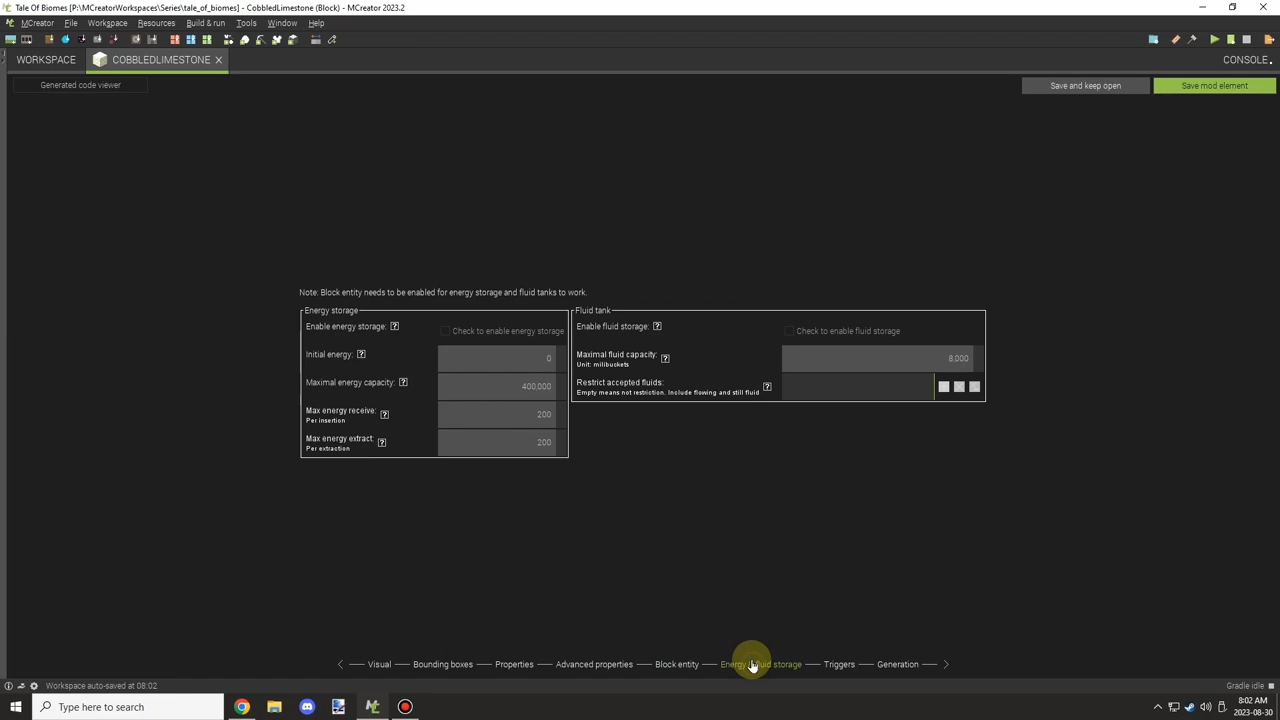 Tale Of Biomes [P:\MCreatorWorkspaces\Series\tale_of_biomes] - CobbledLimestone (Block) - MCreator 2023.2
MCreator File Workspace Resources Build & run Tools Window Help
WORKSPACE COBBLEDLIMESTONE CONSOLE
Generated code viewer Save and keep open Save mod element
Note: Block entity needs to be enabled for energy storage and fluid tanks to work.
Energy storage
Enable energy storage: ? Check to enable energy storage
Initial energy: ? 0
Maximal energy capacity: ? 400,000
Max energy receive: ? 200
Per insertion
Max energy extract: ? 200
Per extraction
Fluid tank
Enable fluid storage: ? Check to enable fluid storage
Maximal fluid capacity: ? 8,000
Unit: milibuckets
Restrict accepted fluids: ?
Empty means not restriction. Include flowing and still fluid
Visual Bounding boxes Properties Advanced properties Block entity Energy fluid storage Triggers Generation
Workspace auto-saved at 08:02 Gradle idle
Type here to search
8:02 AM
2023-08-30